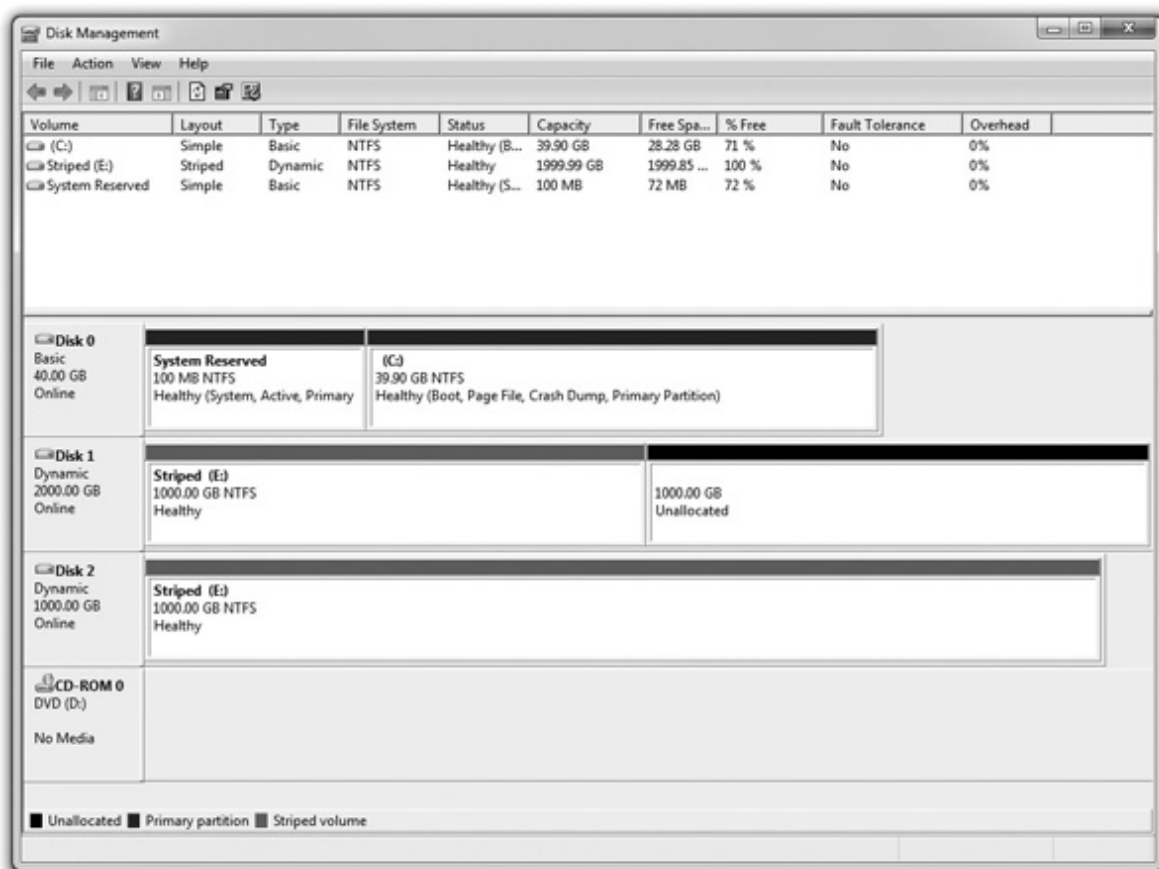 Disk Management
File Action View Help
Volume Layout Type File System Status Capacity Free Spa... % Free Fault Tolerance Overhead
(C:) Simple Basic NTFS Healthy (B... 39.90 GB 28.28 GB 71 % No 0%
Striped (E:) Striped Dynamic NTFS Healthy 1999.99 GB 1999.85 ... 100 % No 0%
System Reserved Simple Basic NTFS Healthy (S... 100 MB 72 MB 72 % No 0%
Disk 0
Basic
40.00 GB
Online
System Reserved
100 MB NTFS
Healthy (System, Active, Primary
(C:)
39.90 GB NTFS
Healthy (Boot, Page File, Crash Dump, Primary Partition)
Disk 1
Dynamic
2000.00 GB
Online
Striped (E:)
1000.00 GB NTFS
Healthy
1000.00 GB
Unallocated
Disk 2
Dynamic
1000.00 GB
Online
Striped (E:)
1000.00 GB NTFS
Healthy
CD-ROM 0
DVD (D:)
No Media
Unallocated Primary partition Striped volume